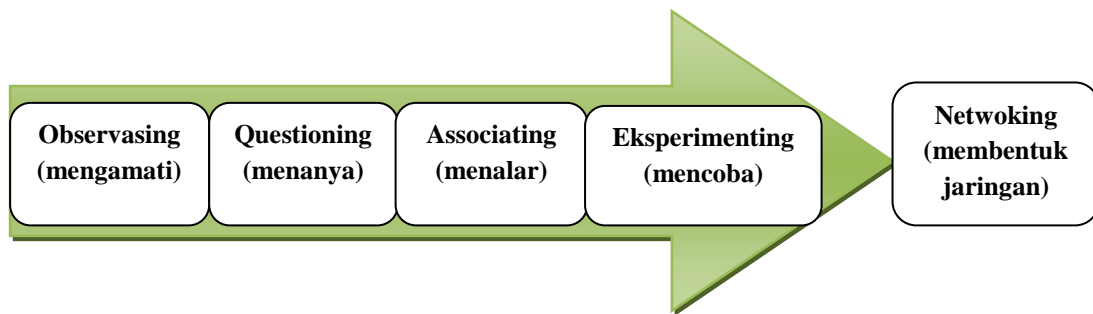 Observasing
(mengamati)
Questioning
(menanya)
Associating
(menalar)
Eksperimenting
(mencoba)
Netwoking
(membentuk
jaringan)